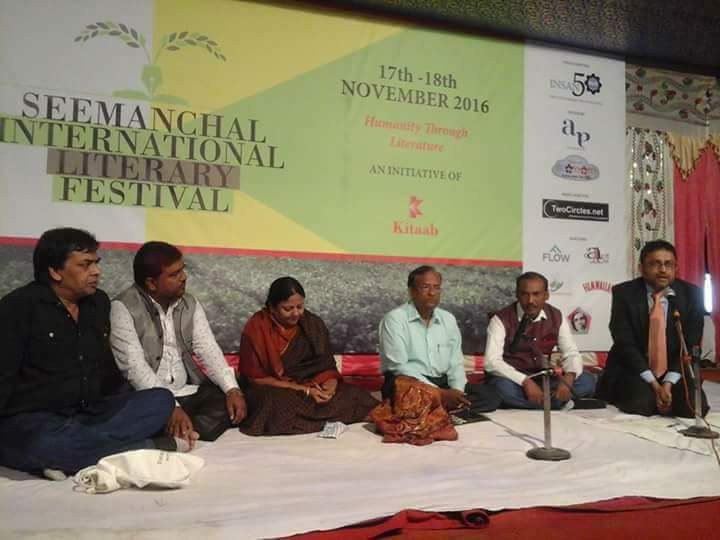 SEEMANCHAL
INTERNATIONAL
LITERARY
FESTIVAL
17th -18th
NOVEMBER 2016
Humanity Through
Literature
AN INITIATIVE OF
Kitaab
INSAN
50
ap
TwoCircles.net
FLOW